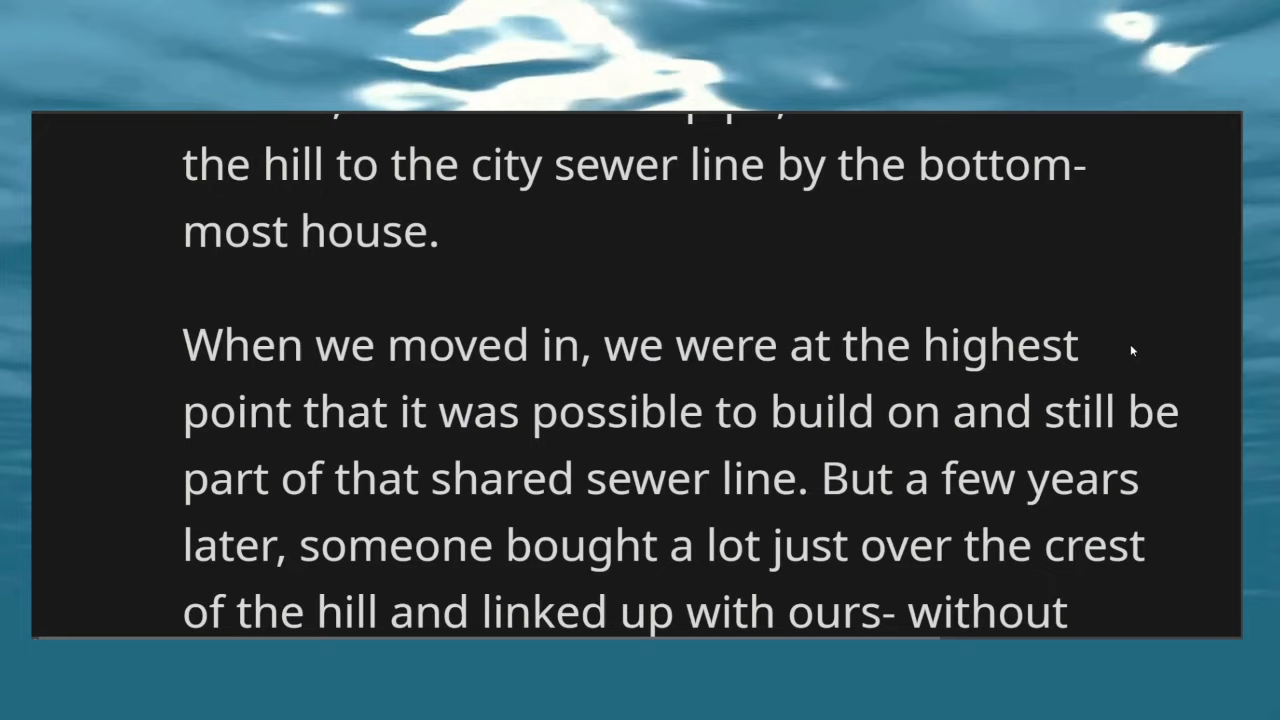 the hill to the city sewer line by the bottom-
most house.
When we moved in, we were at the highest
point that it was possible to build on and still be
part of that shared sewer line. But a few years
later, someone bought a lot just over the crest
of the hill and linked up with ours- without